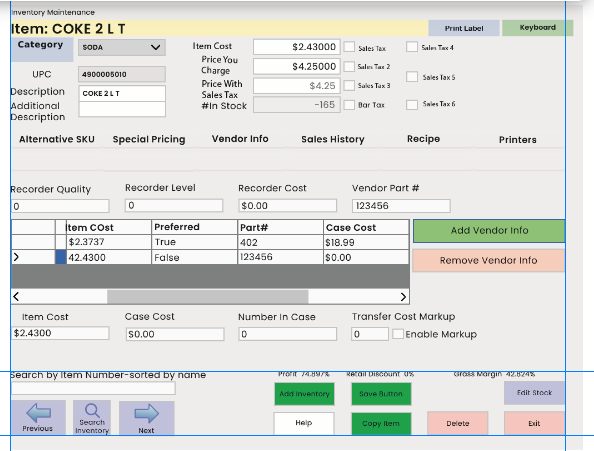 Inventory Maintenance
Item: COKE 2 L T
Print Label
Keyboard
Category
SODA
Item Cost
$2.43000
Sales Tax
Sales Tax 4
UPC
4900005010
Price You Charge
$4.25000
Sales Tax 2
Sales Tax 5
Description
COKE 2 L T
Price With Sales Tax
$4.25
Sales Tax 3
Additional Description
#In Stock
-165
Bar Tax
Sales Tax 6
Alternative SKU Special Pricing Vendor Info Sales History Recipe Printers
Recorder Quality Recorder Level Recorder Cost Vendor Part #
0 0 $0.00 123456
Item COst Preferred Part# Case Cost
$2.3737 True 402 $18.99
> 42.4300 False 123456 $0.00
Add Vendor Info
Remove Vendor Info
< >
Item Cost Case Cost Number In Case Transfer Cost Markup
$2.4300 $0.00 0 0 Enable Markup
Search by Item Number-sorted by name
Profit 74.897% Retail Discount 0% Gross Margin 42.824%
Add Inventory Save Button Edit Stock
Previous Search Inventory Next
Help Copy Item Delete Exit